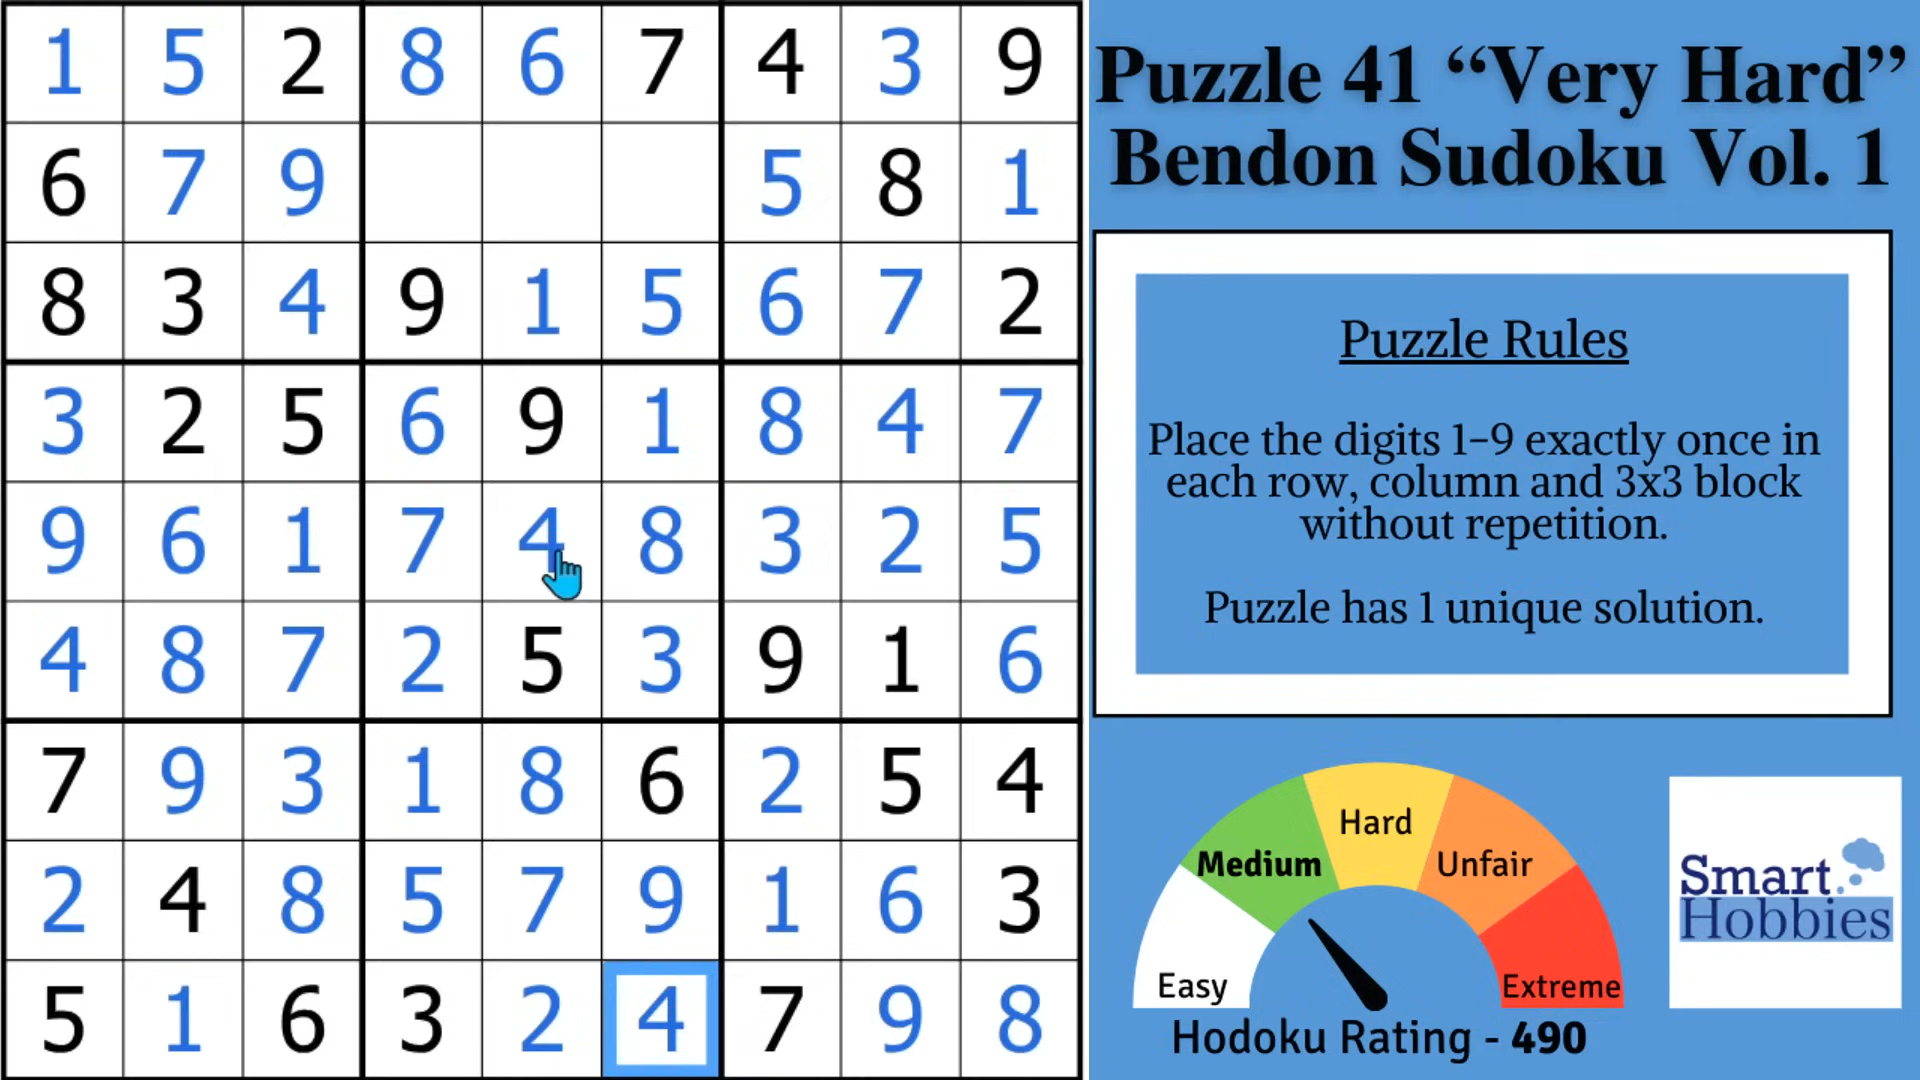 1 5 2 8 6 7 4 3 9
6 7 9 5 8 1
8 3 4 9 1 5 6 7 2
3 2 5 6 9 1 8 4 7
9 6 1 7 4 8 3 2 5
4 8 7 2 5 3 9 1 6
7 9 3 1 8 6 2 5 4
2 4 8 5 7 9 1 6 3
5 1 6 3 2 4 7 9 8
Puzzle 41 “Very Hard”
Bendon Sudoku Vol. 1
Puzzle Rules
Place the digits 1-9 exactly once in
each row, column and 3x3 block
without repetition.
Puzzle has 1 unique solution.
Easy
Medium
Hard
Unfair
Extreme
Hodoku Rating - 490
Smart
Hobbies